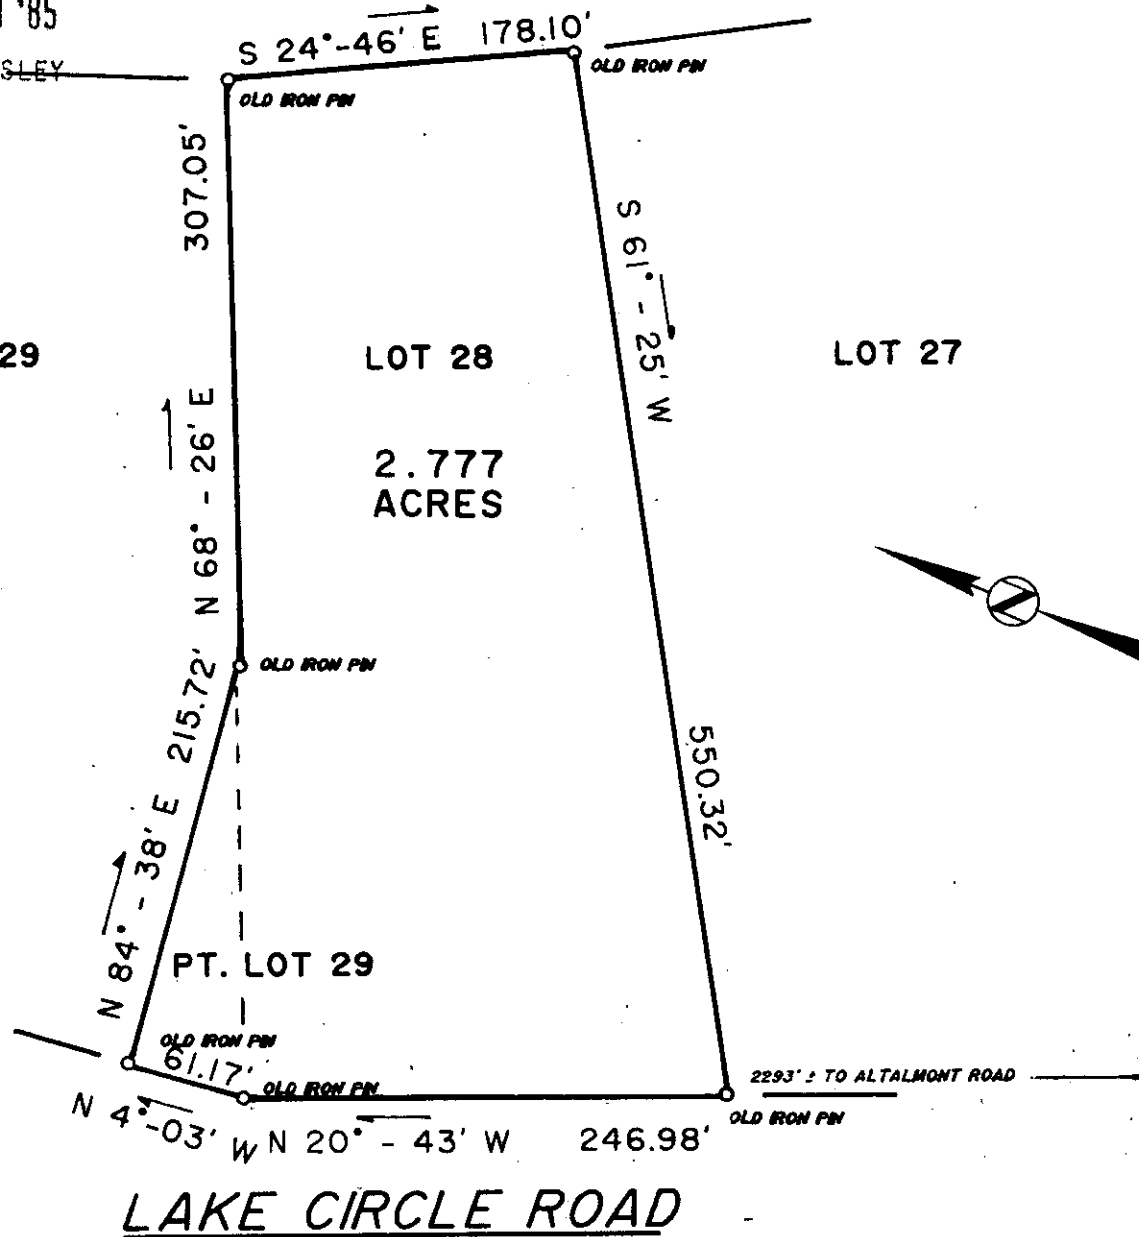 '85
SLEY
S 24°-46' E 178.10'
OLD IRON PIN
OLD IRON PIN
307.05'
S 61° - 25' W
29
LOT 28
LOT 27
N 68° - 26' E
2.777
ACRES
OLD IRON PIN
215.72'
N 84° - 38' E
550.32'
N
PT. LOT 29
OLD IRON PIN
61.17'
OLD IRON PIN
2293' ± TO ALTALMONT ROAD
OLD IRON PIN
N 4°-03' W
N 20° - 43' W 246.98'
LAKE CIRCLE ROAD